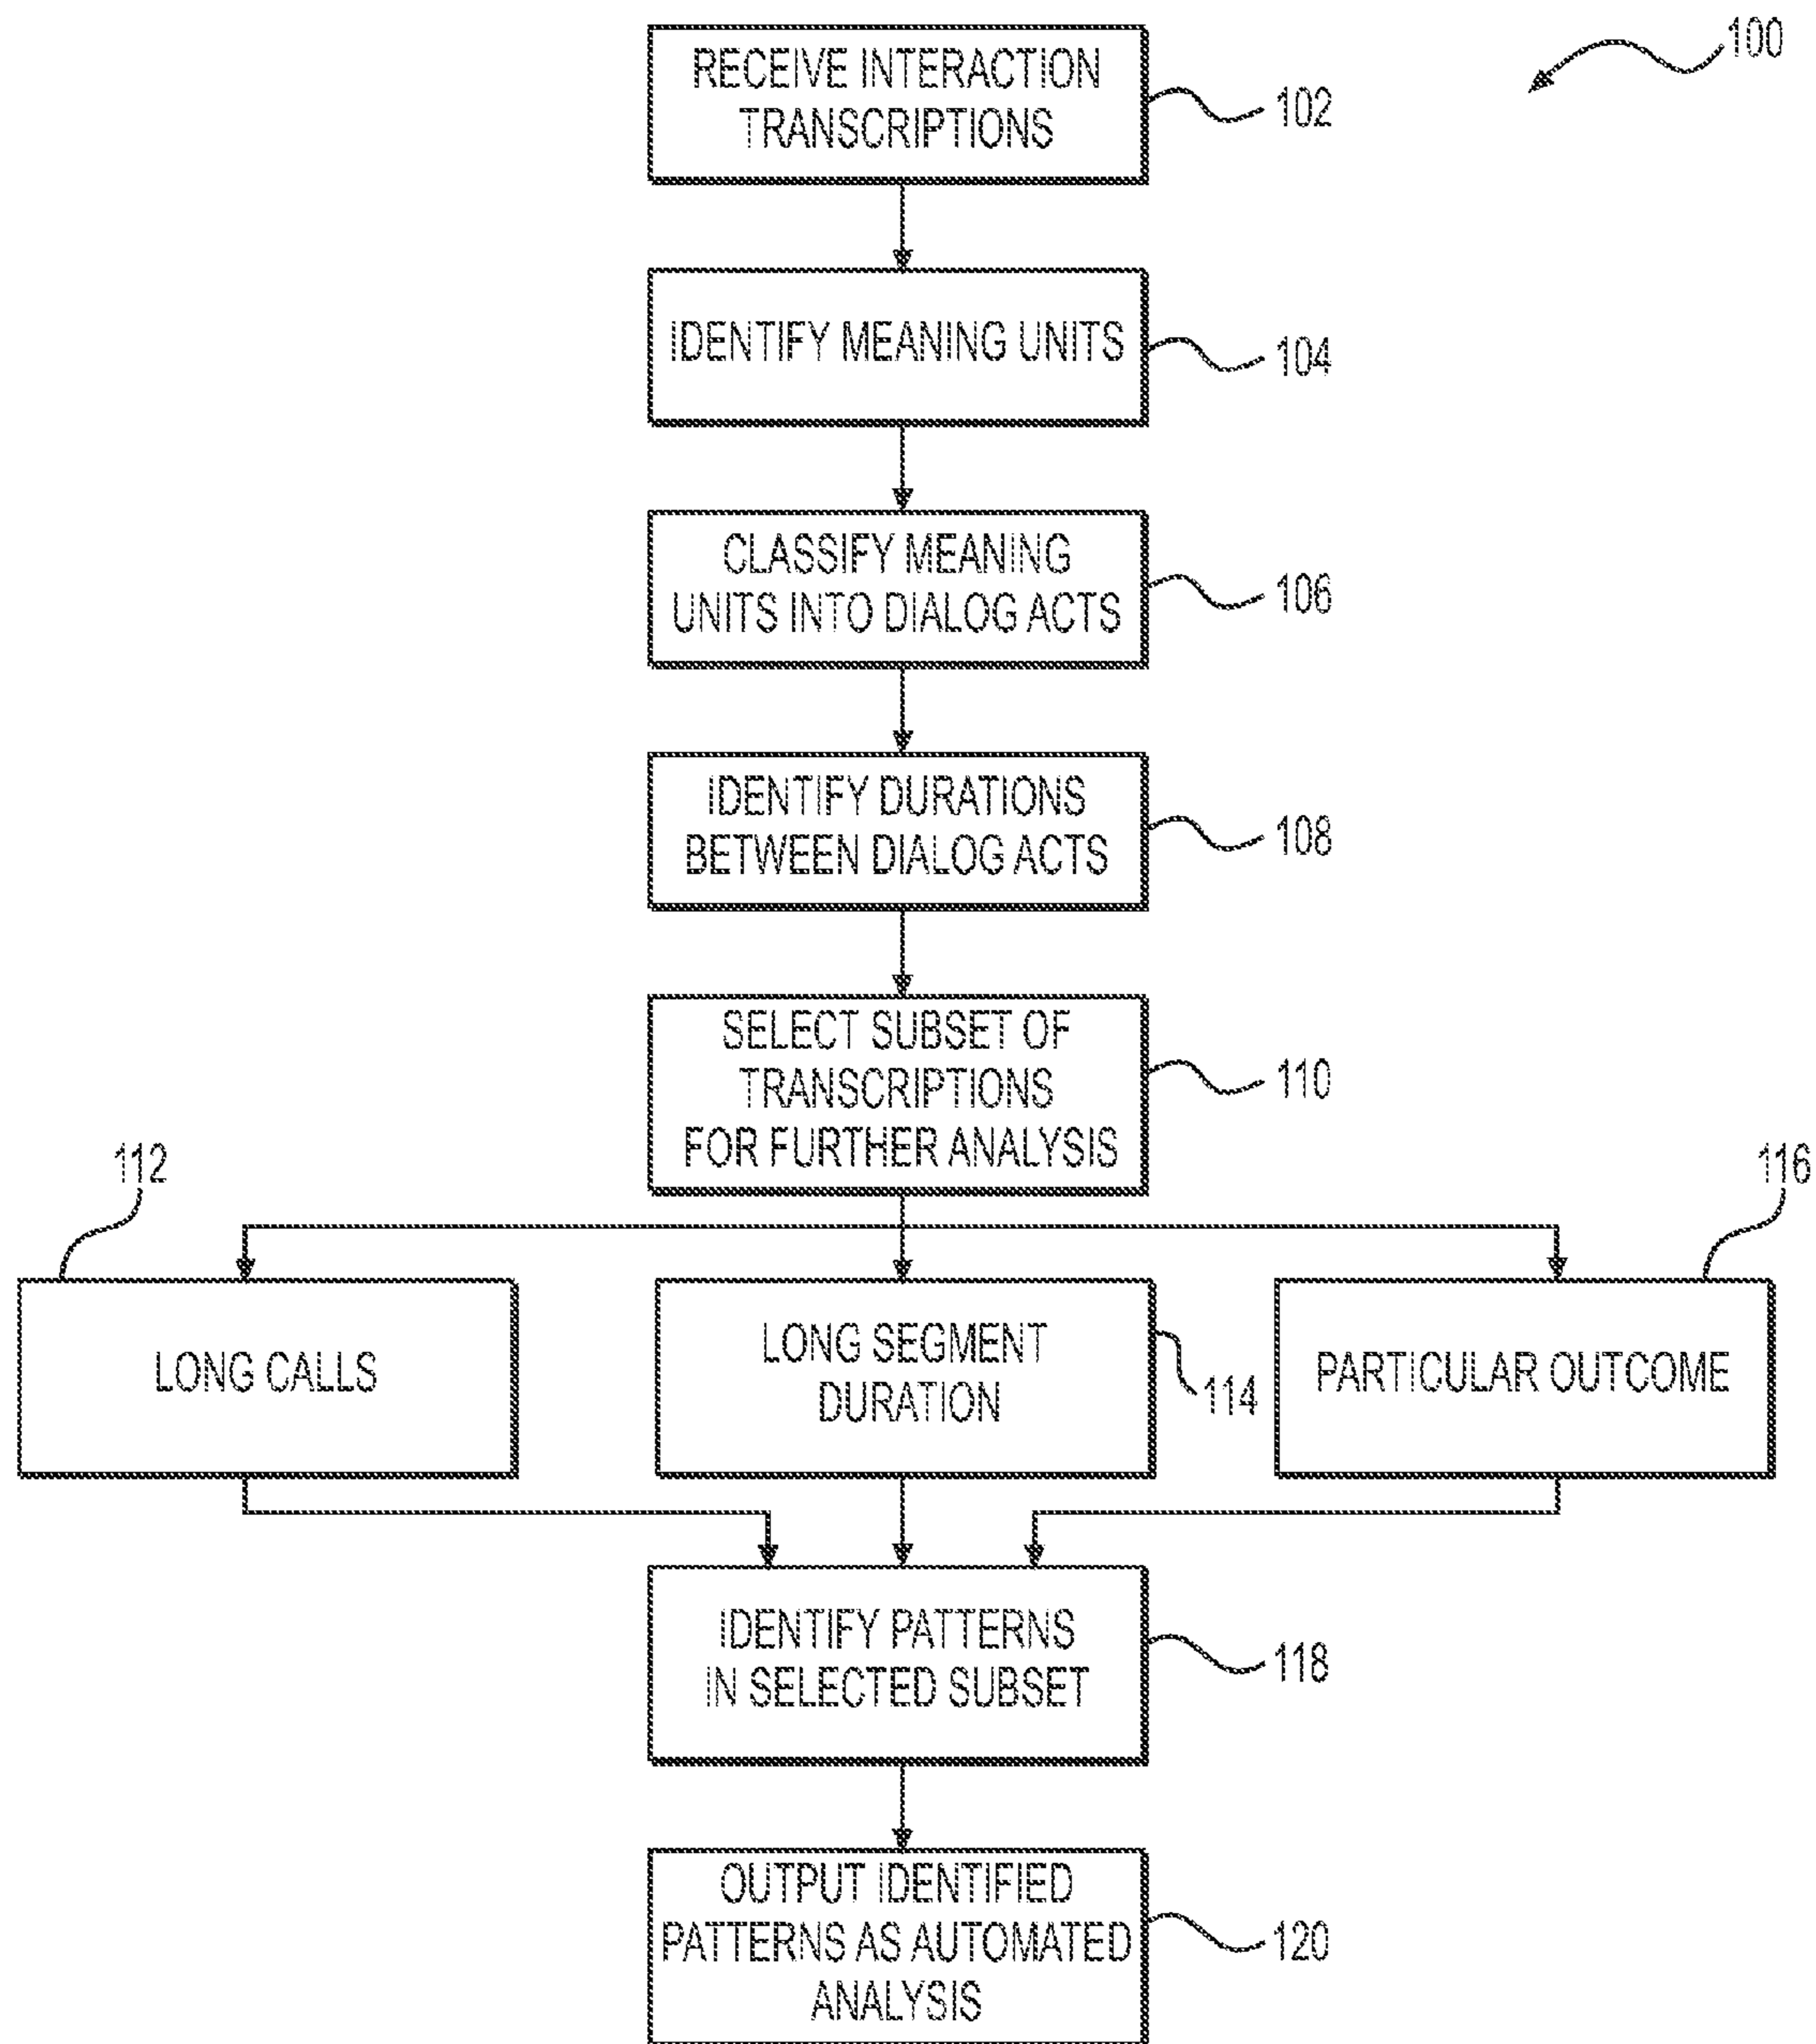 100
RECEIVE INTERACTION
TRANSCRIPTIONS
102
IDENTIFY MEANING UNITS
104
CLASSIFY MEANING
UNITS INTO DIALOG ACTS
106
IDENTIFY DURATIONS
BETWEEN DIALOG ACTS
108
SELECT SUBSET OF
TRANSCRIPTIONS
FOR FURTHER ANALYSIS
110
112
116
LONG CALLS
LONG SEGMENT
DURATION
114
PARTICULAR OUTCOME
IDENTIFY PATTERNS
IN SELECTED SUBSET
118
OUTPUT IDENTIFIED
PATTERNS AS AUTOMATED
ANALYSIS
120